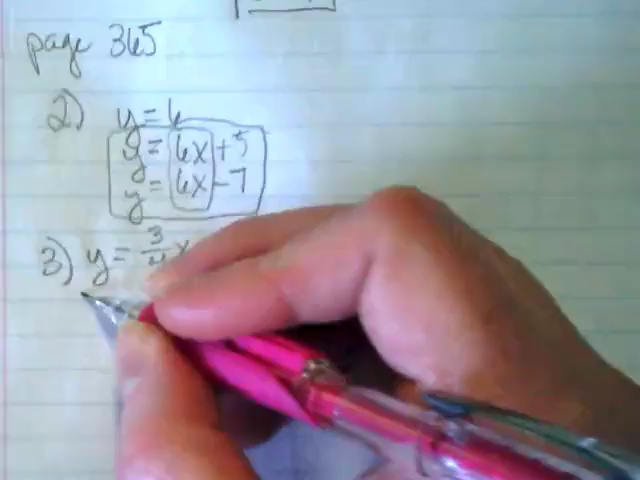 page 365
2) y = 6
y = 6x + 5
y = 6x - 7
3) y = 3/4 x